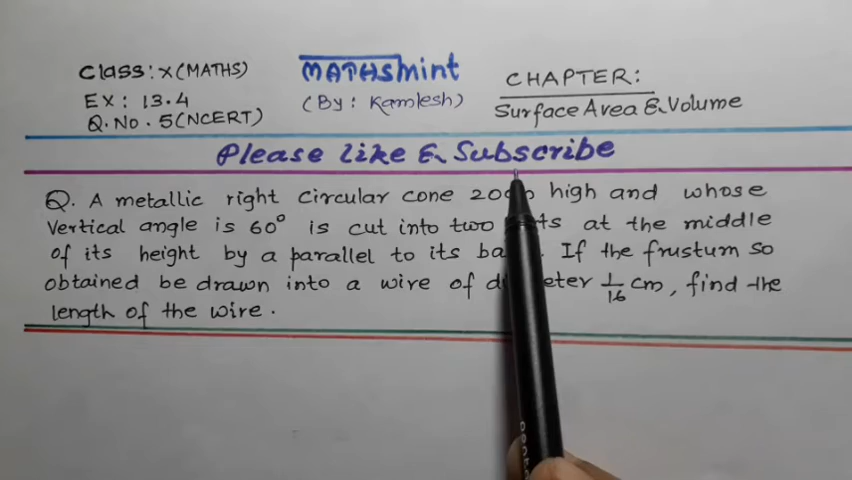 Class: X (MATHS)
EX: 13.4
Q.No. 5 (NCERT)
MATHSmint
(By: Kamlesh)
CHAPTER:
Surface Area & Volume
Please like & Subscribe
Q. A metallic right circular cone high and whose
Vertical angle is 60° is cut into two at the middle
of its height by a parallel to its If the frustum so
obtained be drawn into a wire of 1/16 cm, find the
length of the wire.